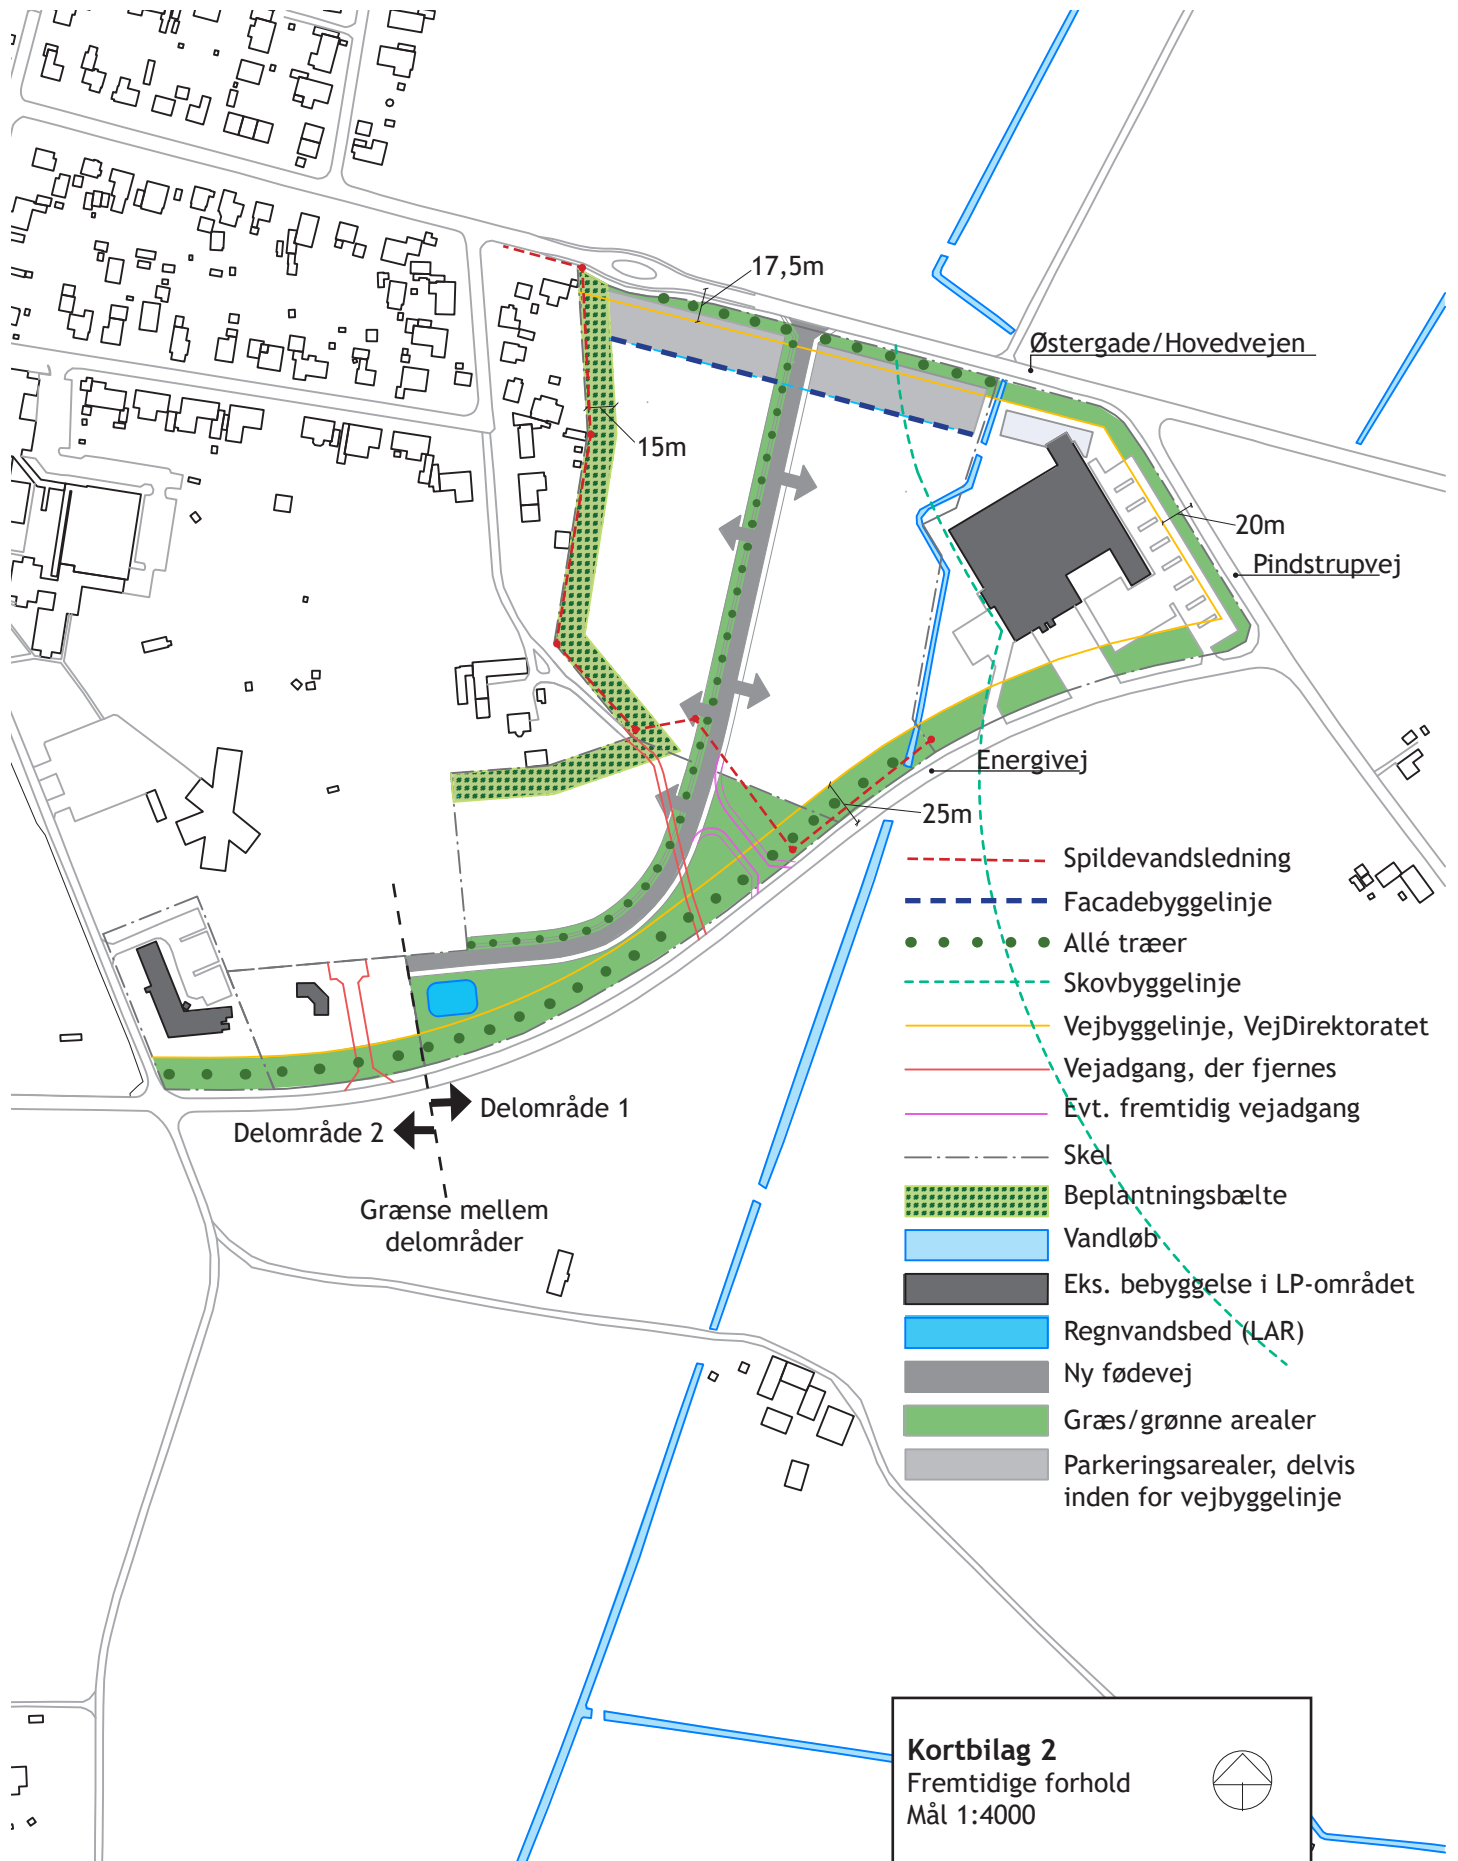 17,5m
Østergade/Hovedvejen
15m
20m
Pindstrupvej
Energivej
25m
Spildevandsledning
Facadebyggelinje
Allé træer
Skovbyggelinje
Vejbyggelinje, VejDirektoratet
Vejadgang, der fjernes
Evt. fremtidig vejadgang
Skel
Beplantningsbælte
Vandløb
Eks. bebyggelse i LP-området
Regnvandsbed (LAR)
Ny fødevej
Græs/grønne arealer
Parkeringsarealer, delvis
inden for vejbyggelinje
Delområde 1
Delområde 2
Grænse mellem
delområder
Kortbilag 2
Fremtidige forhold
Mål 1:4000